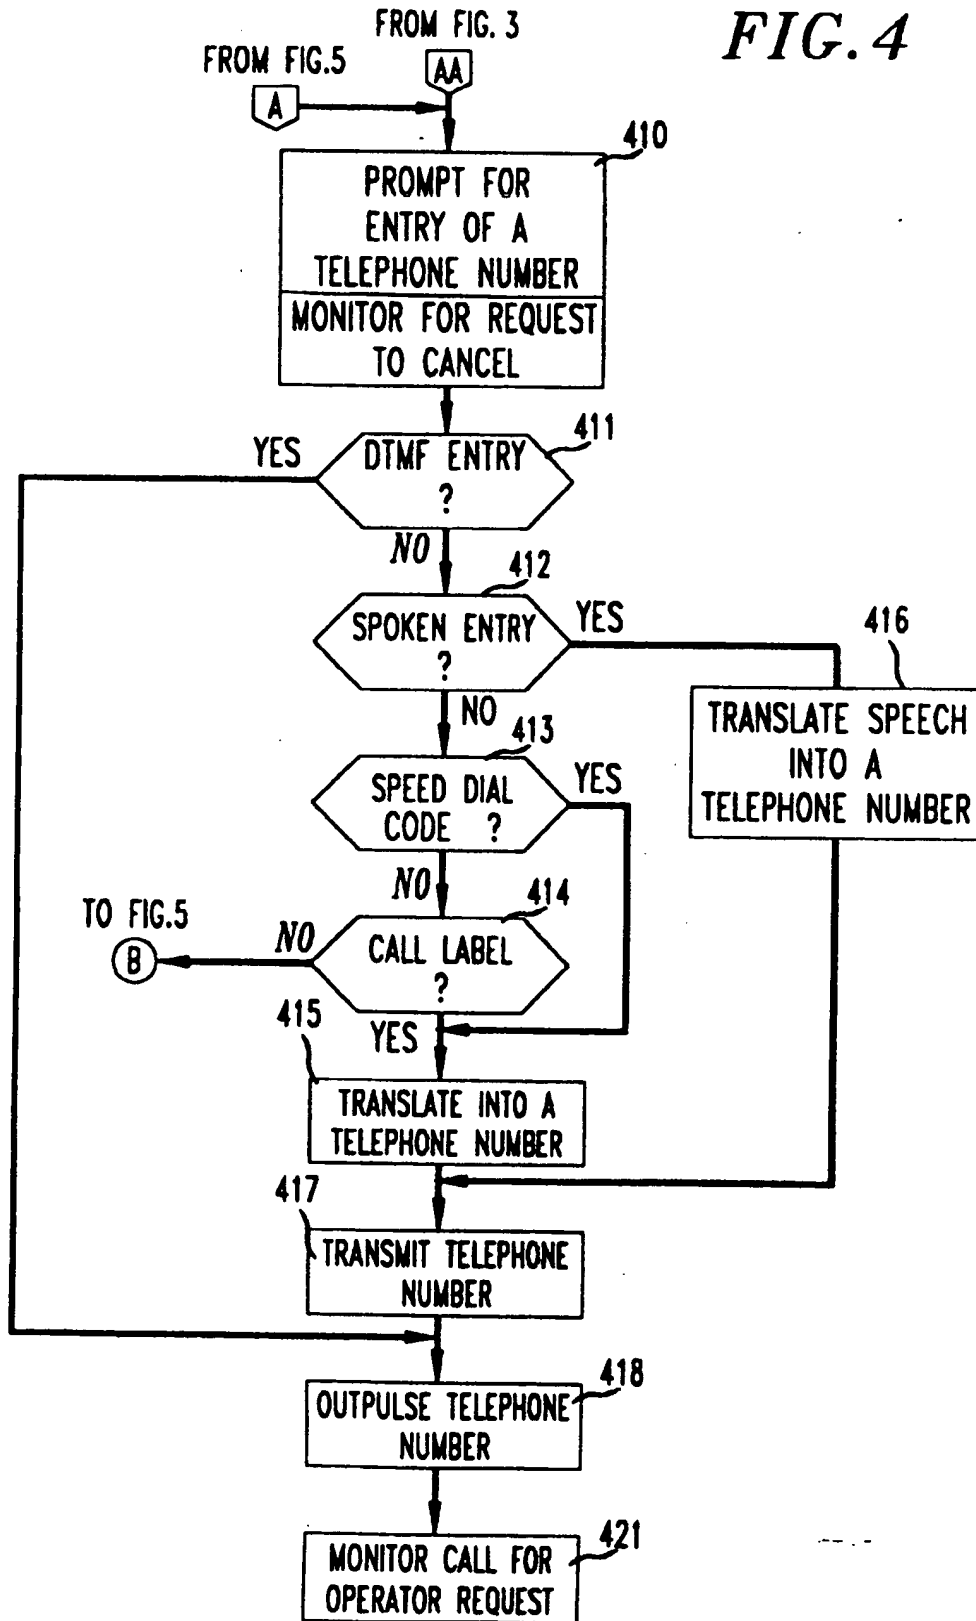 FROM FIG. 3
FIG. 4
FROM FIG.5
AA
A
410
PROMPT FOR
ENTRY OF A
TELEPHONE NUMBER
MONITOR FOR REQUEST
TO CANCEL
411
YES
DTMF ENTRY
?
NO
412
SPOKEN ENTRY
?
YES
416
NO
TRANSLATE SPEECH
INTO A
TELEPHONE NUMBER
413
SPEED DIAL
CODE ?
YES
NO
414
TO FIG.5
B
NO
CALL LABEL
?
415
YES
TRANSLATE INTO A
TELEPHONE NUMBER
417
TRANSMIT TELEPHONE
NUMBER
418
OUTPULSE TELEPHONE
NUMBER
421
MONITOR CALL FOR
OPERATOR REQUEST